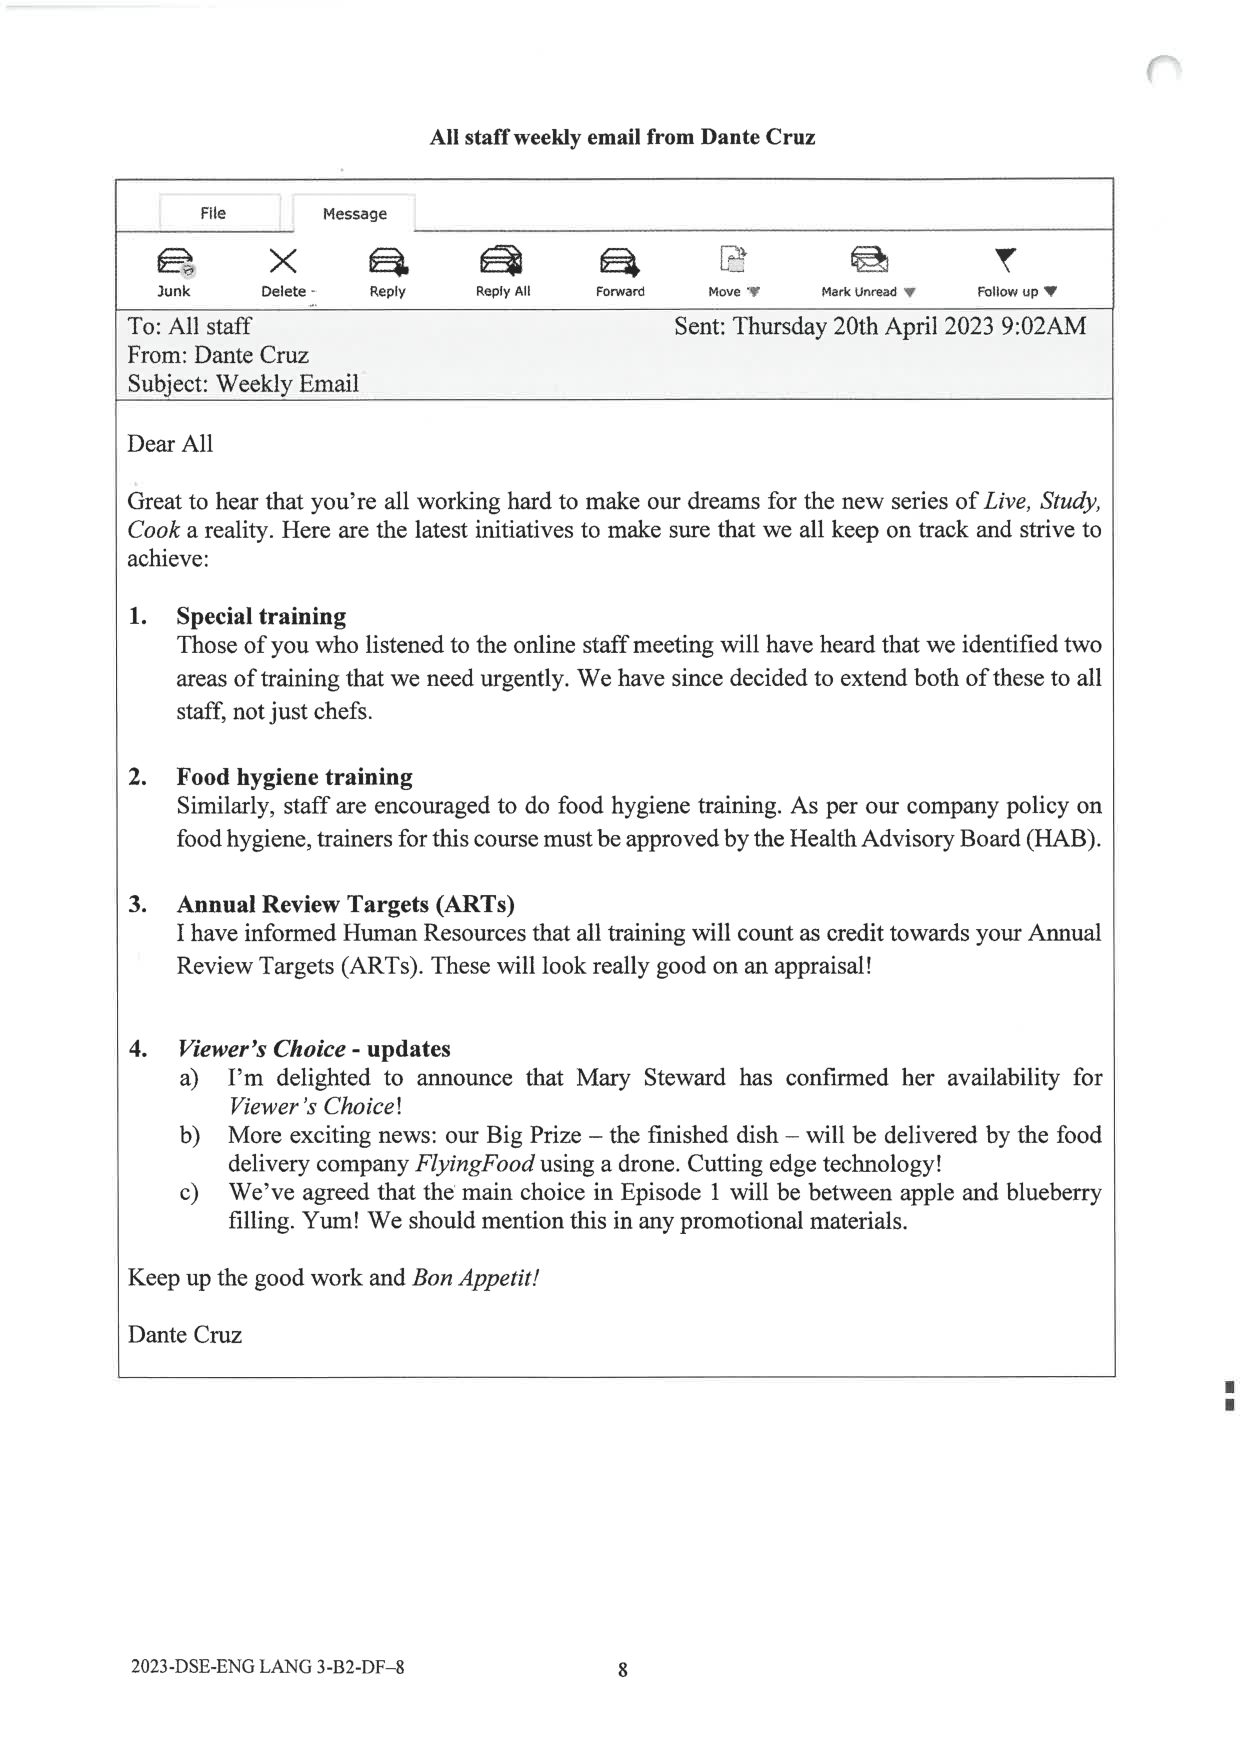 All staff weekly email from Dante Cruz
File
Message
Junk
Delete
Reply
Reply All
Forward
Move
Mark Unread
Follow up
To: All staff
Sent: Thursday 20th April 2023 9:02AM
From: Dante Cruz
Subject: Weekly Email
Dear All
Great to hear that you're all working hard to make our dreams for the new series of Live, Study,
Cook a reality. Here are the latest initiatives to make sure that we all keep on track and strive to
achieve:
1. Special training
Those of you who listened to the online staff meeting will have heard that we identified two
areas of training that we need urgently. We have since decided to extend both of these to all
staff, not just chefs.
2. Food hygiene training
Similarly, staff are encouraged to do food hygiene training. As per our company policy on
food hygiene, trainers for this course must be approved by the Health Advisory Board (HAB).
3. Annual Review Targets (ARTs)
I have informed Human Resources that all training will count as credit towards your Annual
Review Targets (ARTs). These will look really good on an appraisal!
4. Viewer's Choice - updates
a) I'm delighted to announce that Mary Steward has confirmed her availability for
Viewer's Choice!
b) More exciting news: our Big Prize – the finished dish – will be delivered by the food
delivery company FlyingFood using a drone. Cutting edge technology!
c) We've agreed that the main choice in Episode 1 will be between apple and blueberry
filling. Yum! We should mention this in any promotional materials.
Keep up the good work and Bon Appetit!
Dante Cruz
2023-DSE-ENG LANG 3-B2-DF–8
8